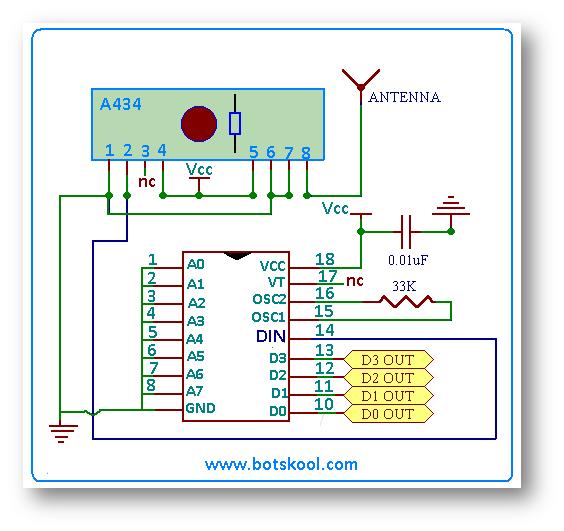 A434
ANTENNA
1 2 3 4 5 6 7 8
nc
Vcc
Vcc
0.01uF
1 A0 VCC 18
2 A1 VT 17 nc
3 A2 OSC2 16 33K
4 A3 OSC1 15
5 A4 DIN 14
6 A5 D3 13 D3 OUT
7 A6 D2 12 D2 OUT
8 A7 D1 11 D1 OUT
GND D0 10 D0 OUT
www.botskool.com